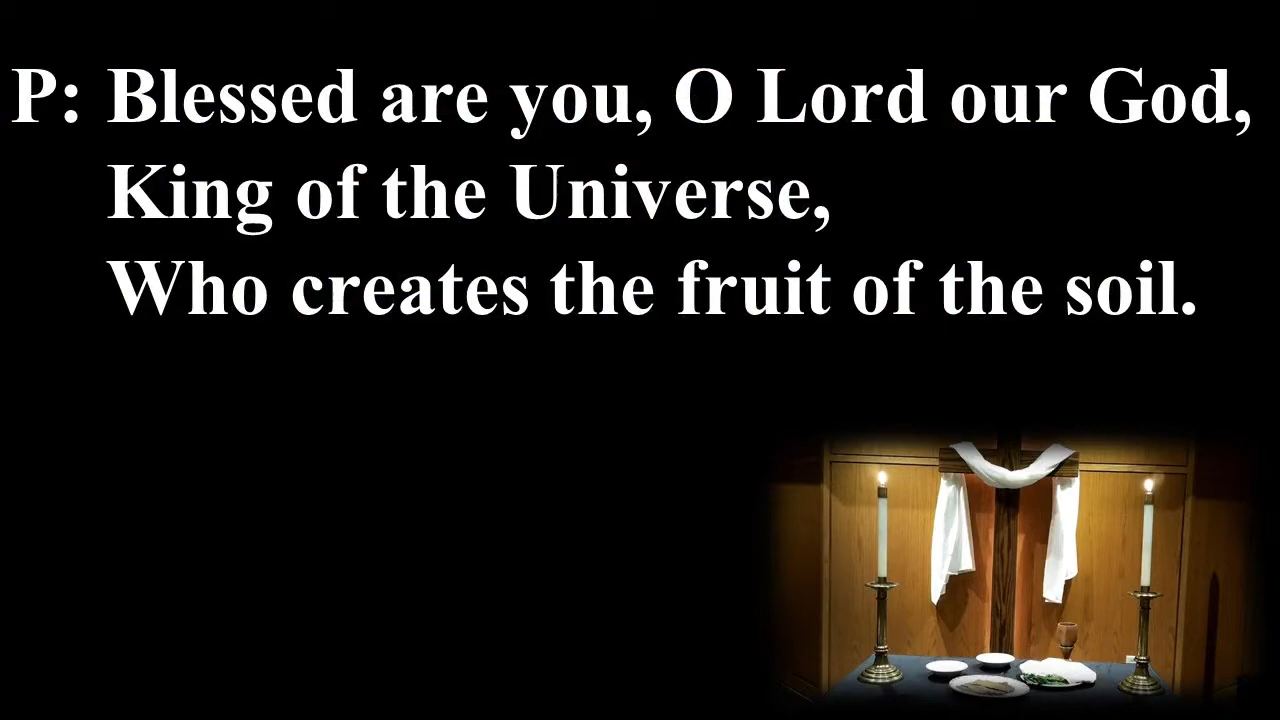 P: Blessed are you, O Lord our God,
King of the Universe,
Who creates the fruit of the soil.